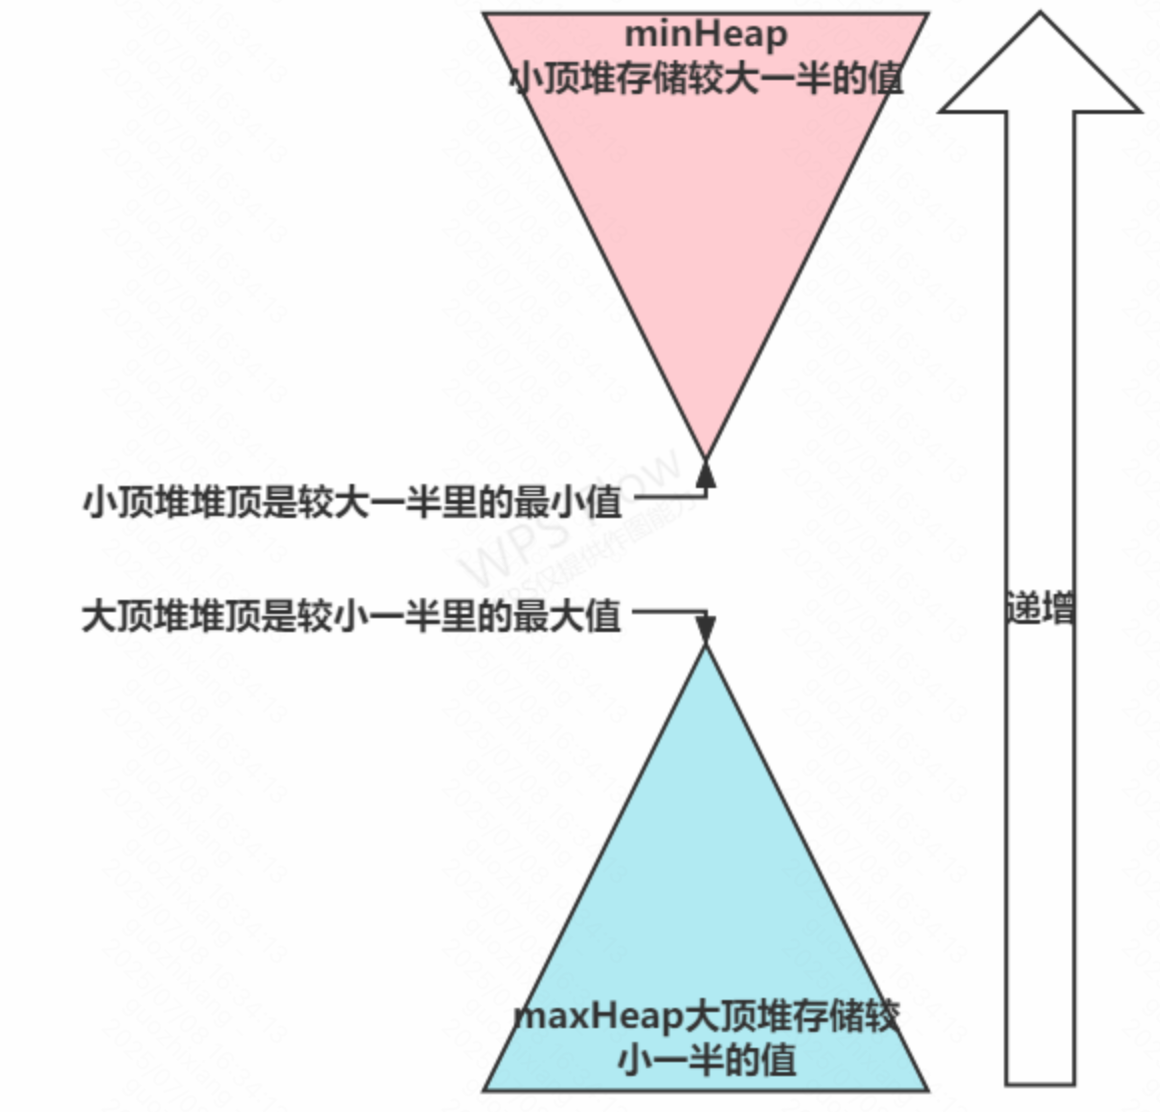 minHeap
小顶堆存储较大一半的值
小顶堆堆顶是较大一半里的最小值
WPS Flow
大顶堆堆顶是较小一半里的最大值
递增
maxHeap大顶堆存储较
小一半的值